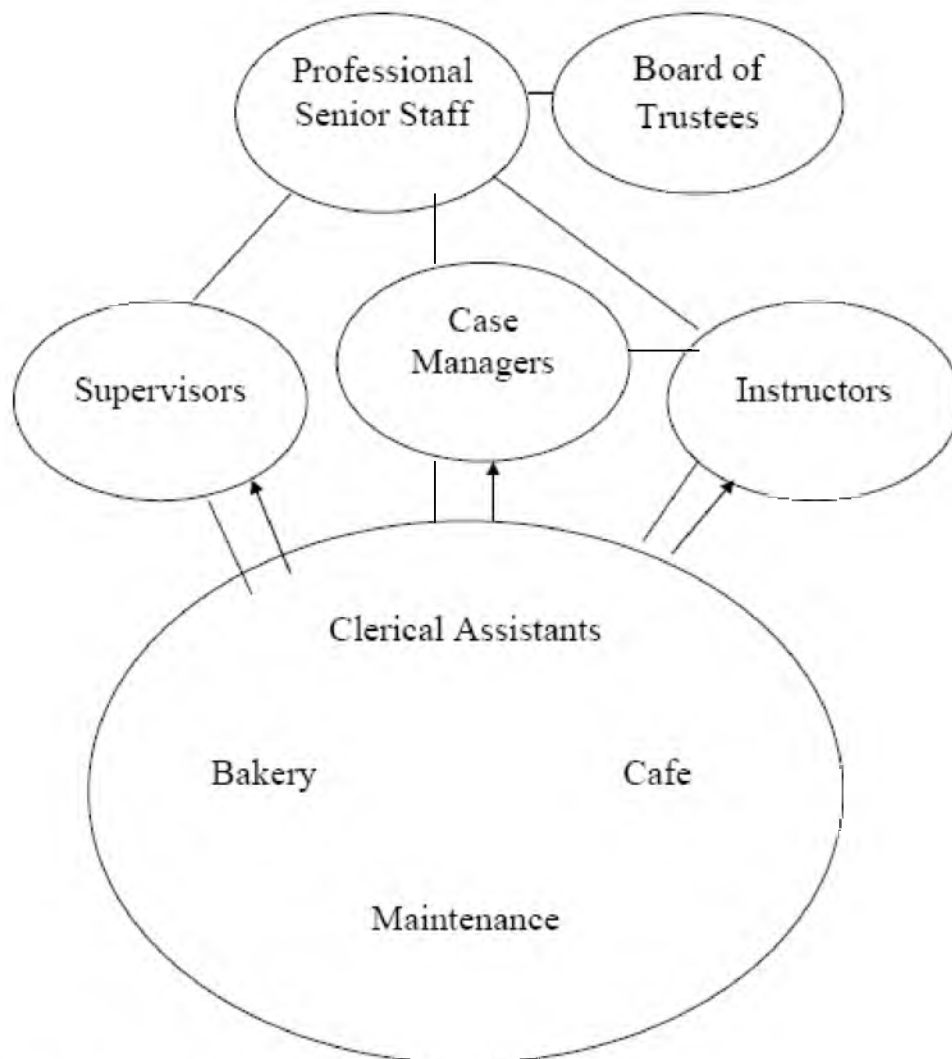 Professional
Senior Staff
Board of
Trustees
Case
Managers
Supervisors
Instructors
Clerical Assistants
Bakery
Cafe
Maintenance